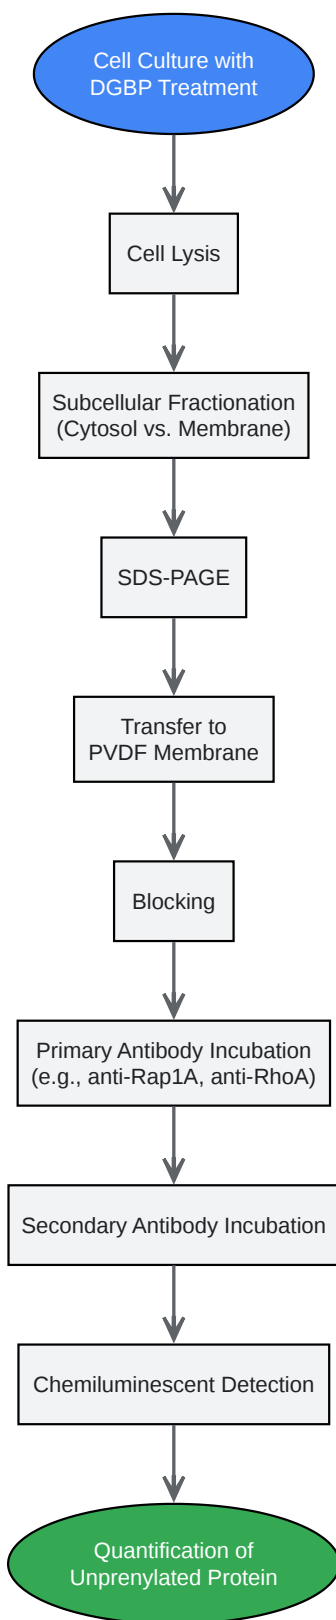 Cell Culture with
DGBP Treatment
Cell Lysis
Subcellular Fractionation
(Cytosol vs. Membrane)
SDS-PAGE
Transfer to
PVDF Membrane
Blocking
Primary Antibody Incubation
(e.g., anti-Rap1A, anti-RhoA)
Secondary Antibody Incubation
Chemiluminescent Detection
Quantification of
Unprenylated Protein